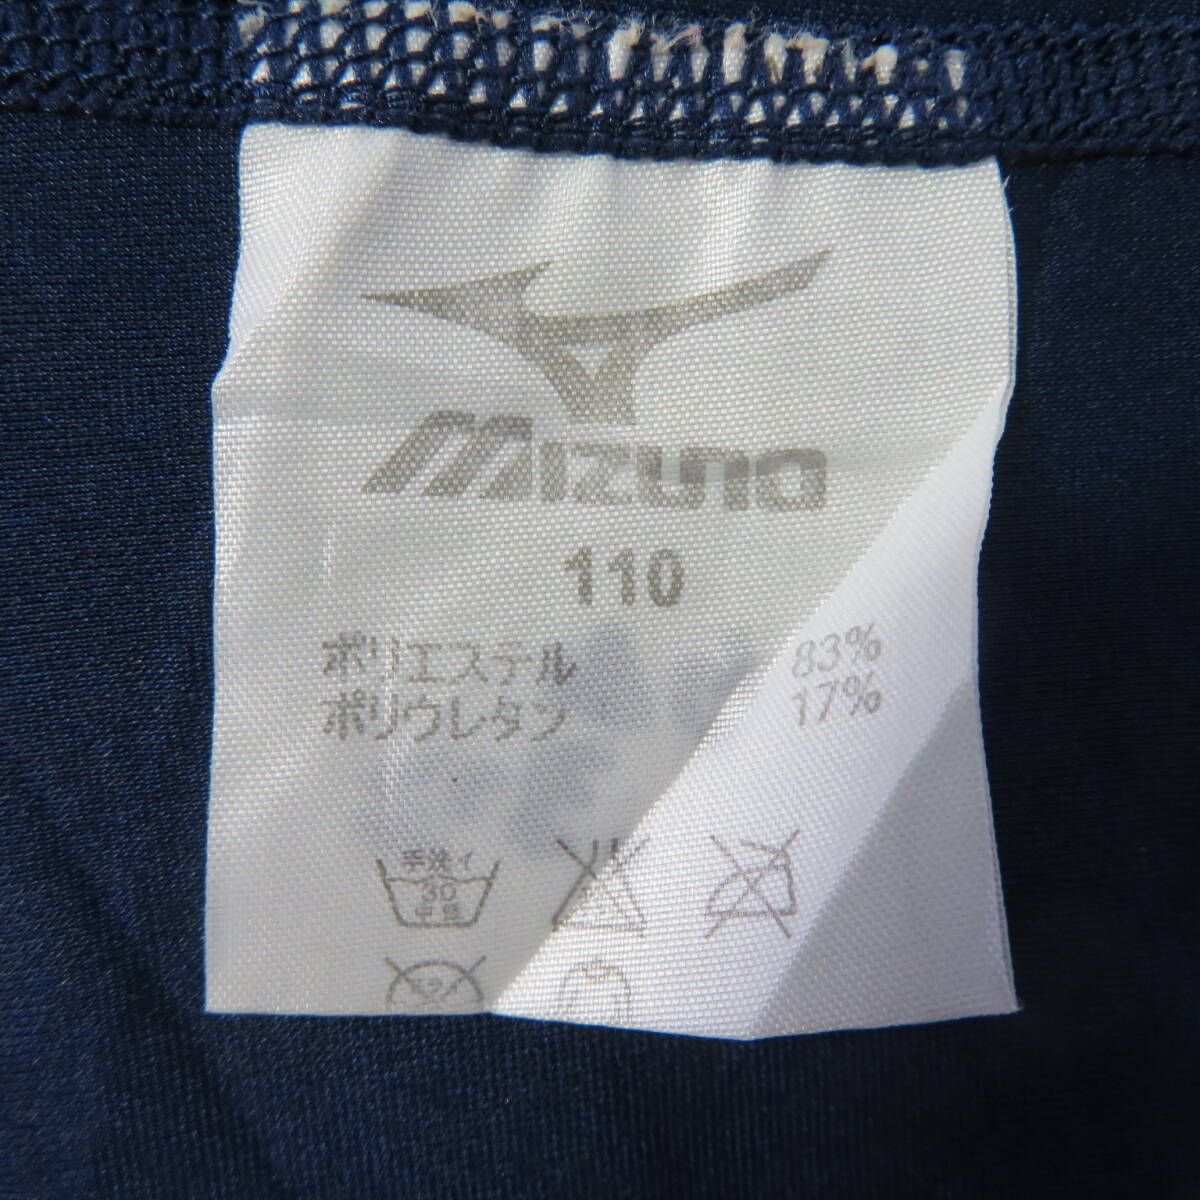 MIZUNO
110
ポリエステル 83%
ポリウレタン 17%
手洗イ
30